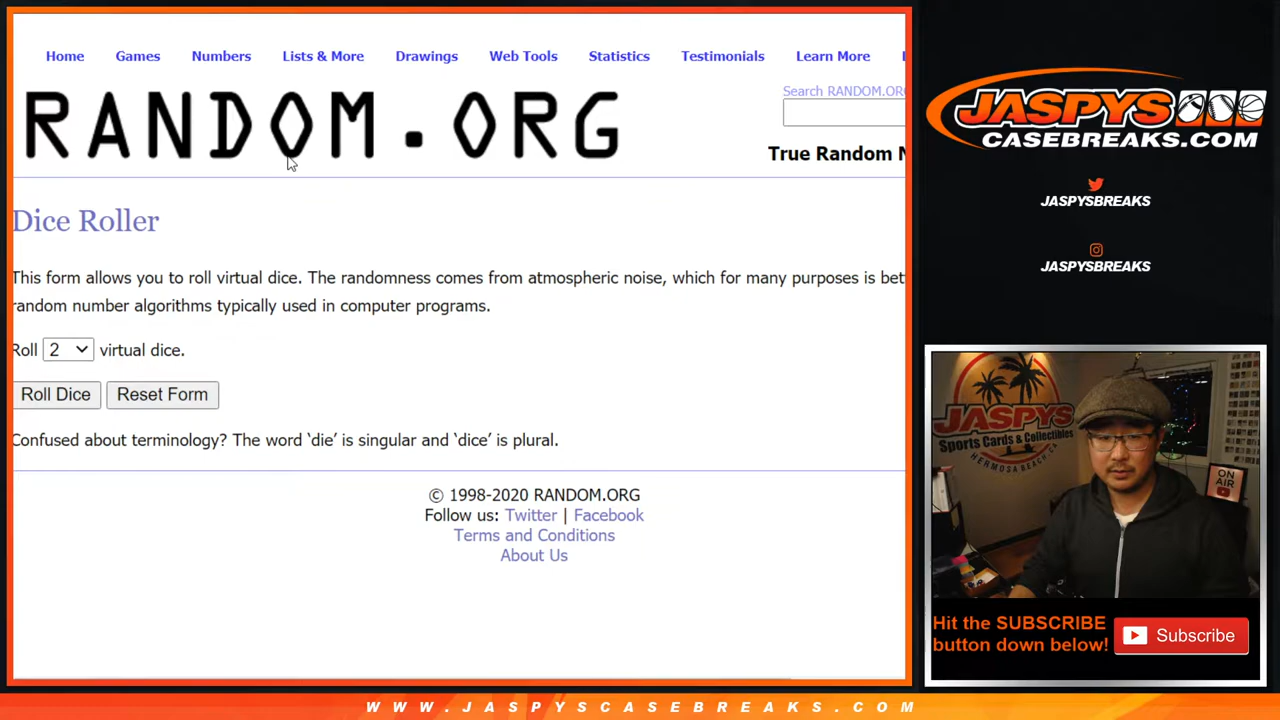 Home Games Numbers Lists & More Drawings Web Tools Statistics Testimonials Learn More
RANDOM.ORG
Search RANDOM.ORG
True Random
Dice Roller
This form allows you to roll virtual dice. The randomness comes from atmospheric noise, which for many purposes is bet
random number algorithms typically used in computer programs.
Roll 2 virtual dice.
Roll Dice Reset Form
Confused about terminology? The word ‘die’ is singular and ‘dice’ is plural.
© 1998-2020 RANDOM.ORG
Follow us: Twitter | Facebook
Terms and Conditions
About Us
JASPYS
CASEBREAKS.COM
JASPYSBREAKS
JASPYSBREAKS
JASPYS
Sports Cards & Collectibles
HERMOSA BEACH, CA
ON AIR
Hit the SUBSCRIBE
button down below!
Subscribe
WWW.JASPYSCASEBREAKS.COM